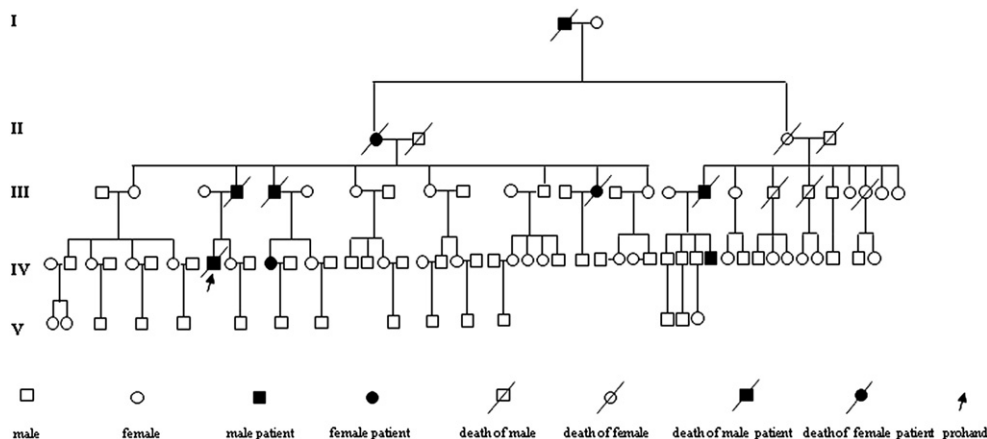 I
II
III
IV
V
male female male patient female patient death of male death of female death of male patient death of female patient prohand